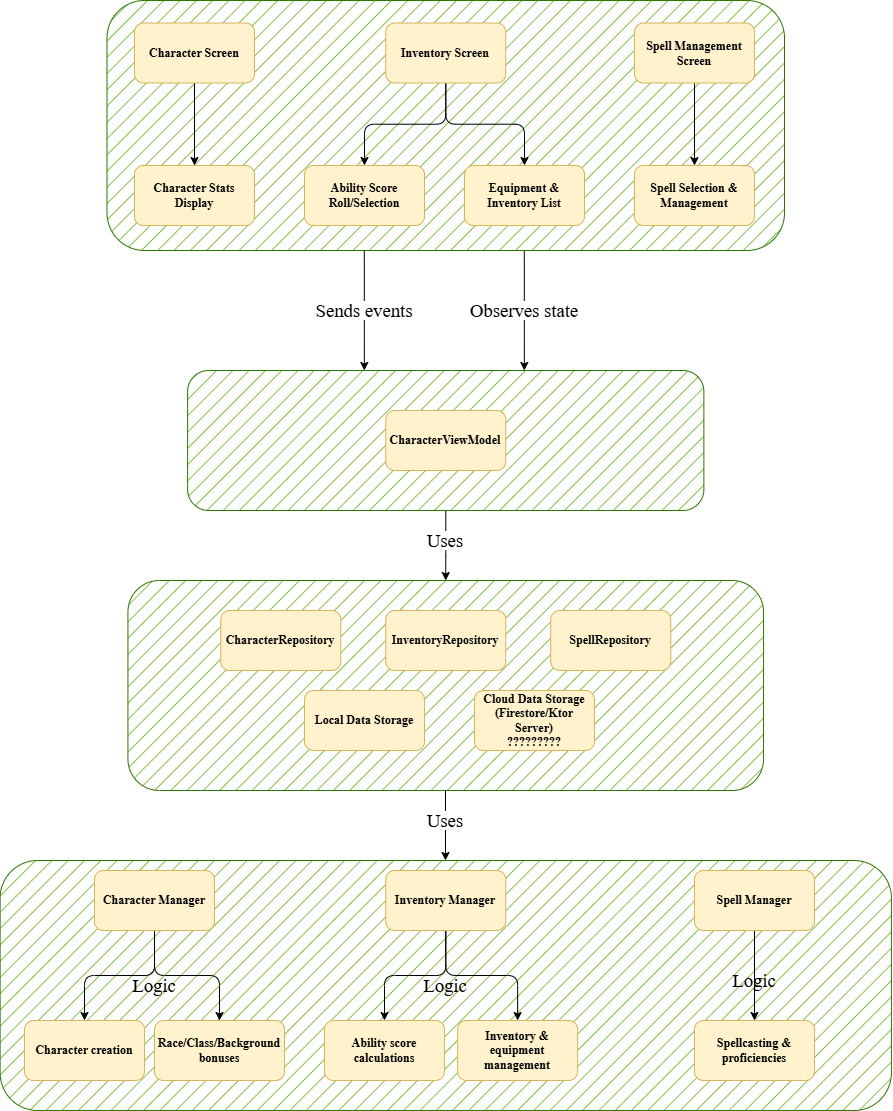 Character Screen
Inventory Screen
Spell Management
Screen
Character Stats
Display
Ability Score
Roll/Selection
Equipment &
Inventory List
Spell Selection &
Management
Sends events
Observes state
CharacterViewModel
Uses
CharacterRepository
InventoryRepository
SpellRepository
Local Data Storage
Cloud Data Storage
(Firestore/Ktor
Server)
?????????
Uses
Character Manager
Inventory Manager
Spell Manager
Logic
Logic
Logic
Character creation
Race/Class/Background
bonuses
Ability score
calculations
Inventory &
equipment
management
Spellcasting &
proficiencies